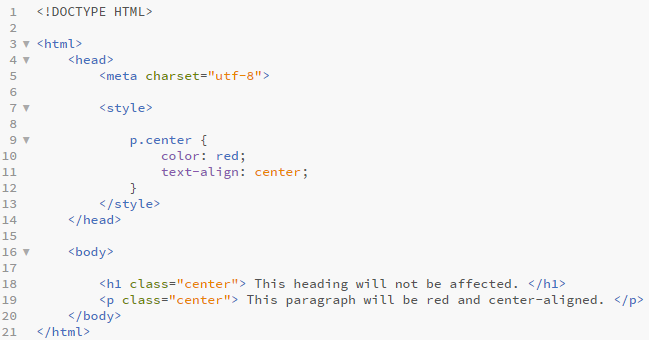 1 <!DOCTYPE HTML>
2
3 ▼ <html>
4 ▼     <head>
5         <meta charset="utf-8">
6
7 ▼         <style>
8
9 ▼             p.center {
10                 color: red;
11                 text-align: center;
12             }
13         </style>
14     </head>
15
16 ▼     <body>
17
18         <h1 class="center"> This heading will not be affected. </h1>
19         <p class="center"> This paragraph will be red and center-aligned. </p>
20     </body>
21 </html>